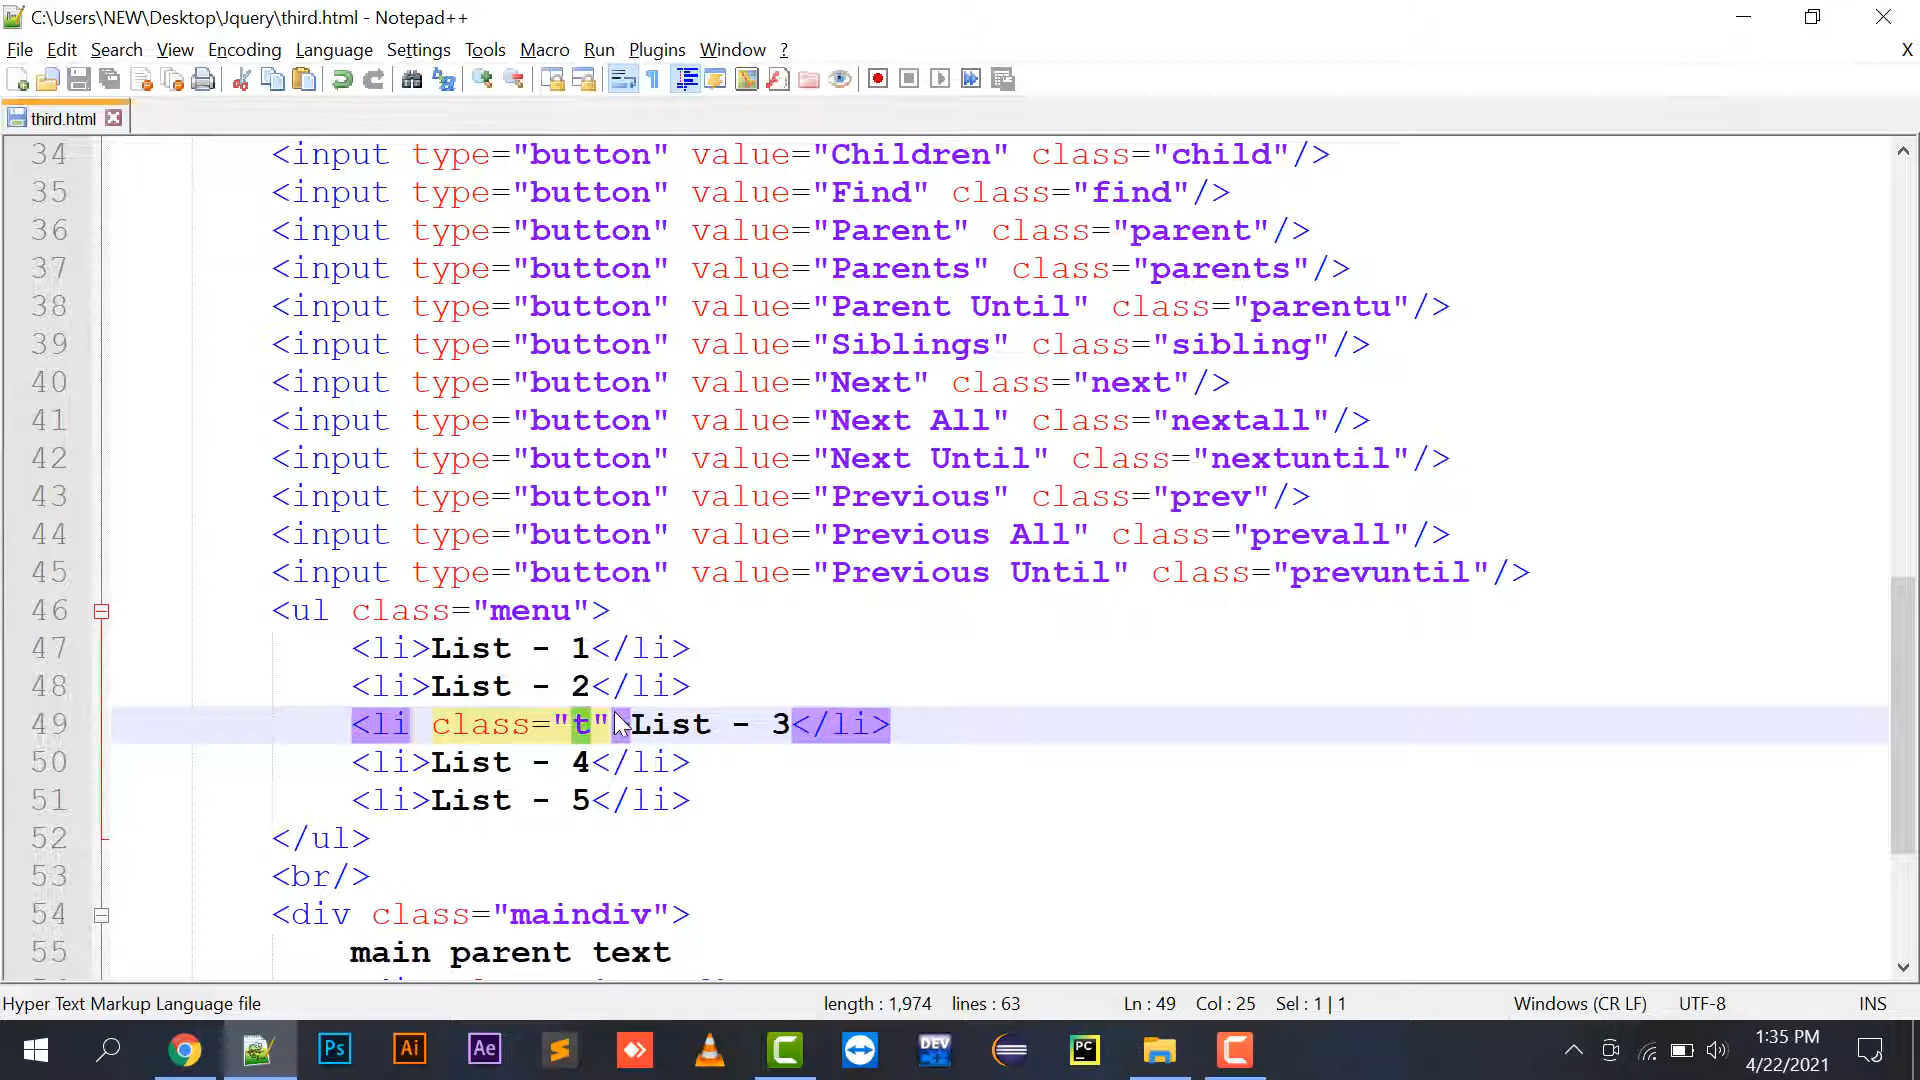 C:\Users\NEW\Desktop\Jquery\third.html - Notepad++
File Edit Search View Encoding Language Settings Tools Macro Run Plugins Window ? X
third.html
34 <input type="button" value="Children" class="child"/>
35 <input type="button" value="Find" class="find"/>
36 <input type="button" value="Parent" class="parent"/>
37 <input type="button" value="Parents" class="parents"/>
38 <input type="button" value="Parent Until" class="parentu"/>
39 <input type="button" value="Siblings" class="sibling"/>
40 <input type="button" value="Next" class="next"/>
41 <input type="button" value="Next All" class="nextall"/>
42 <input type="button" value="Next Until" class="nextuntil"/>
43 <input type="button" value="Previous" class="prev"/>
44 <input type="button" value="Previous All" class="prevall"/>
45 <input type="button" value="Previous Until" class="prevuntil"/>
46 <ul class="menu">
47 <li>List - 1</li>
48 <li>List - 2</li>
49 <li class="t">List - 3</li>
50 <li>List - 4</li>
51 <li>List - 5</li>
52 </ul>
53 <br/>
54 <div class="maindiv">
55 main parent text
Hyper Text Markup Language file length : 1,974 lines : 63 Ln : 49 Col : 25 Sel : 1 | 1 Windows (CR LF) UTF-8 INS
Ps Ai Ae DEV PC
1:35 PM
4/22/2021